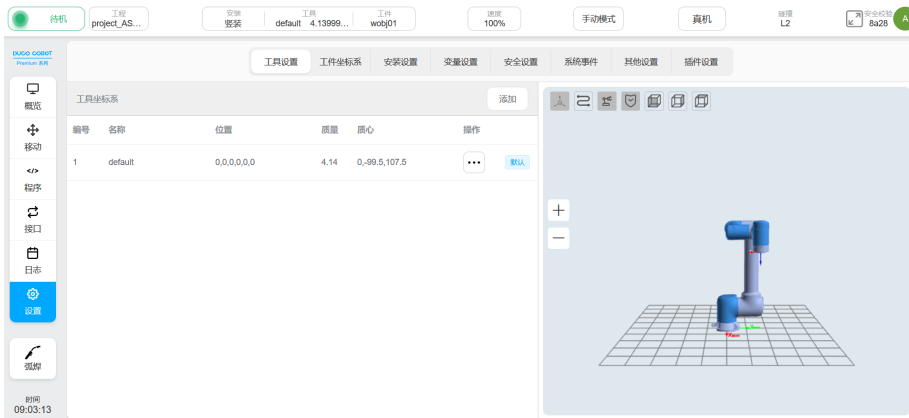 待机
工程
project_AS...
安装
竖装
工具
default 4.13999...
工件
wobj01
速度
100%
手动模式
真机
碰撞
L2
安全校验
8a28
A
DUCO COBOT
Premium 系列
概览
移动
程序
接口
日志
设置
弧焊
时间
09:03:13
工具设置 工件坐标系 安装设置 变量设置 安全设置 系统事件 其他设置 插件设置
工具坐标系 添加
编号 名称 位置 质量 质心 操作
1 default 0,0,0,0,0,0 4.14 0,-99.5,107.5 默认